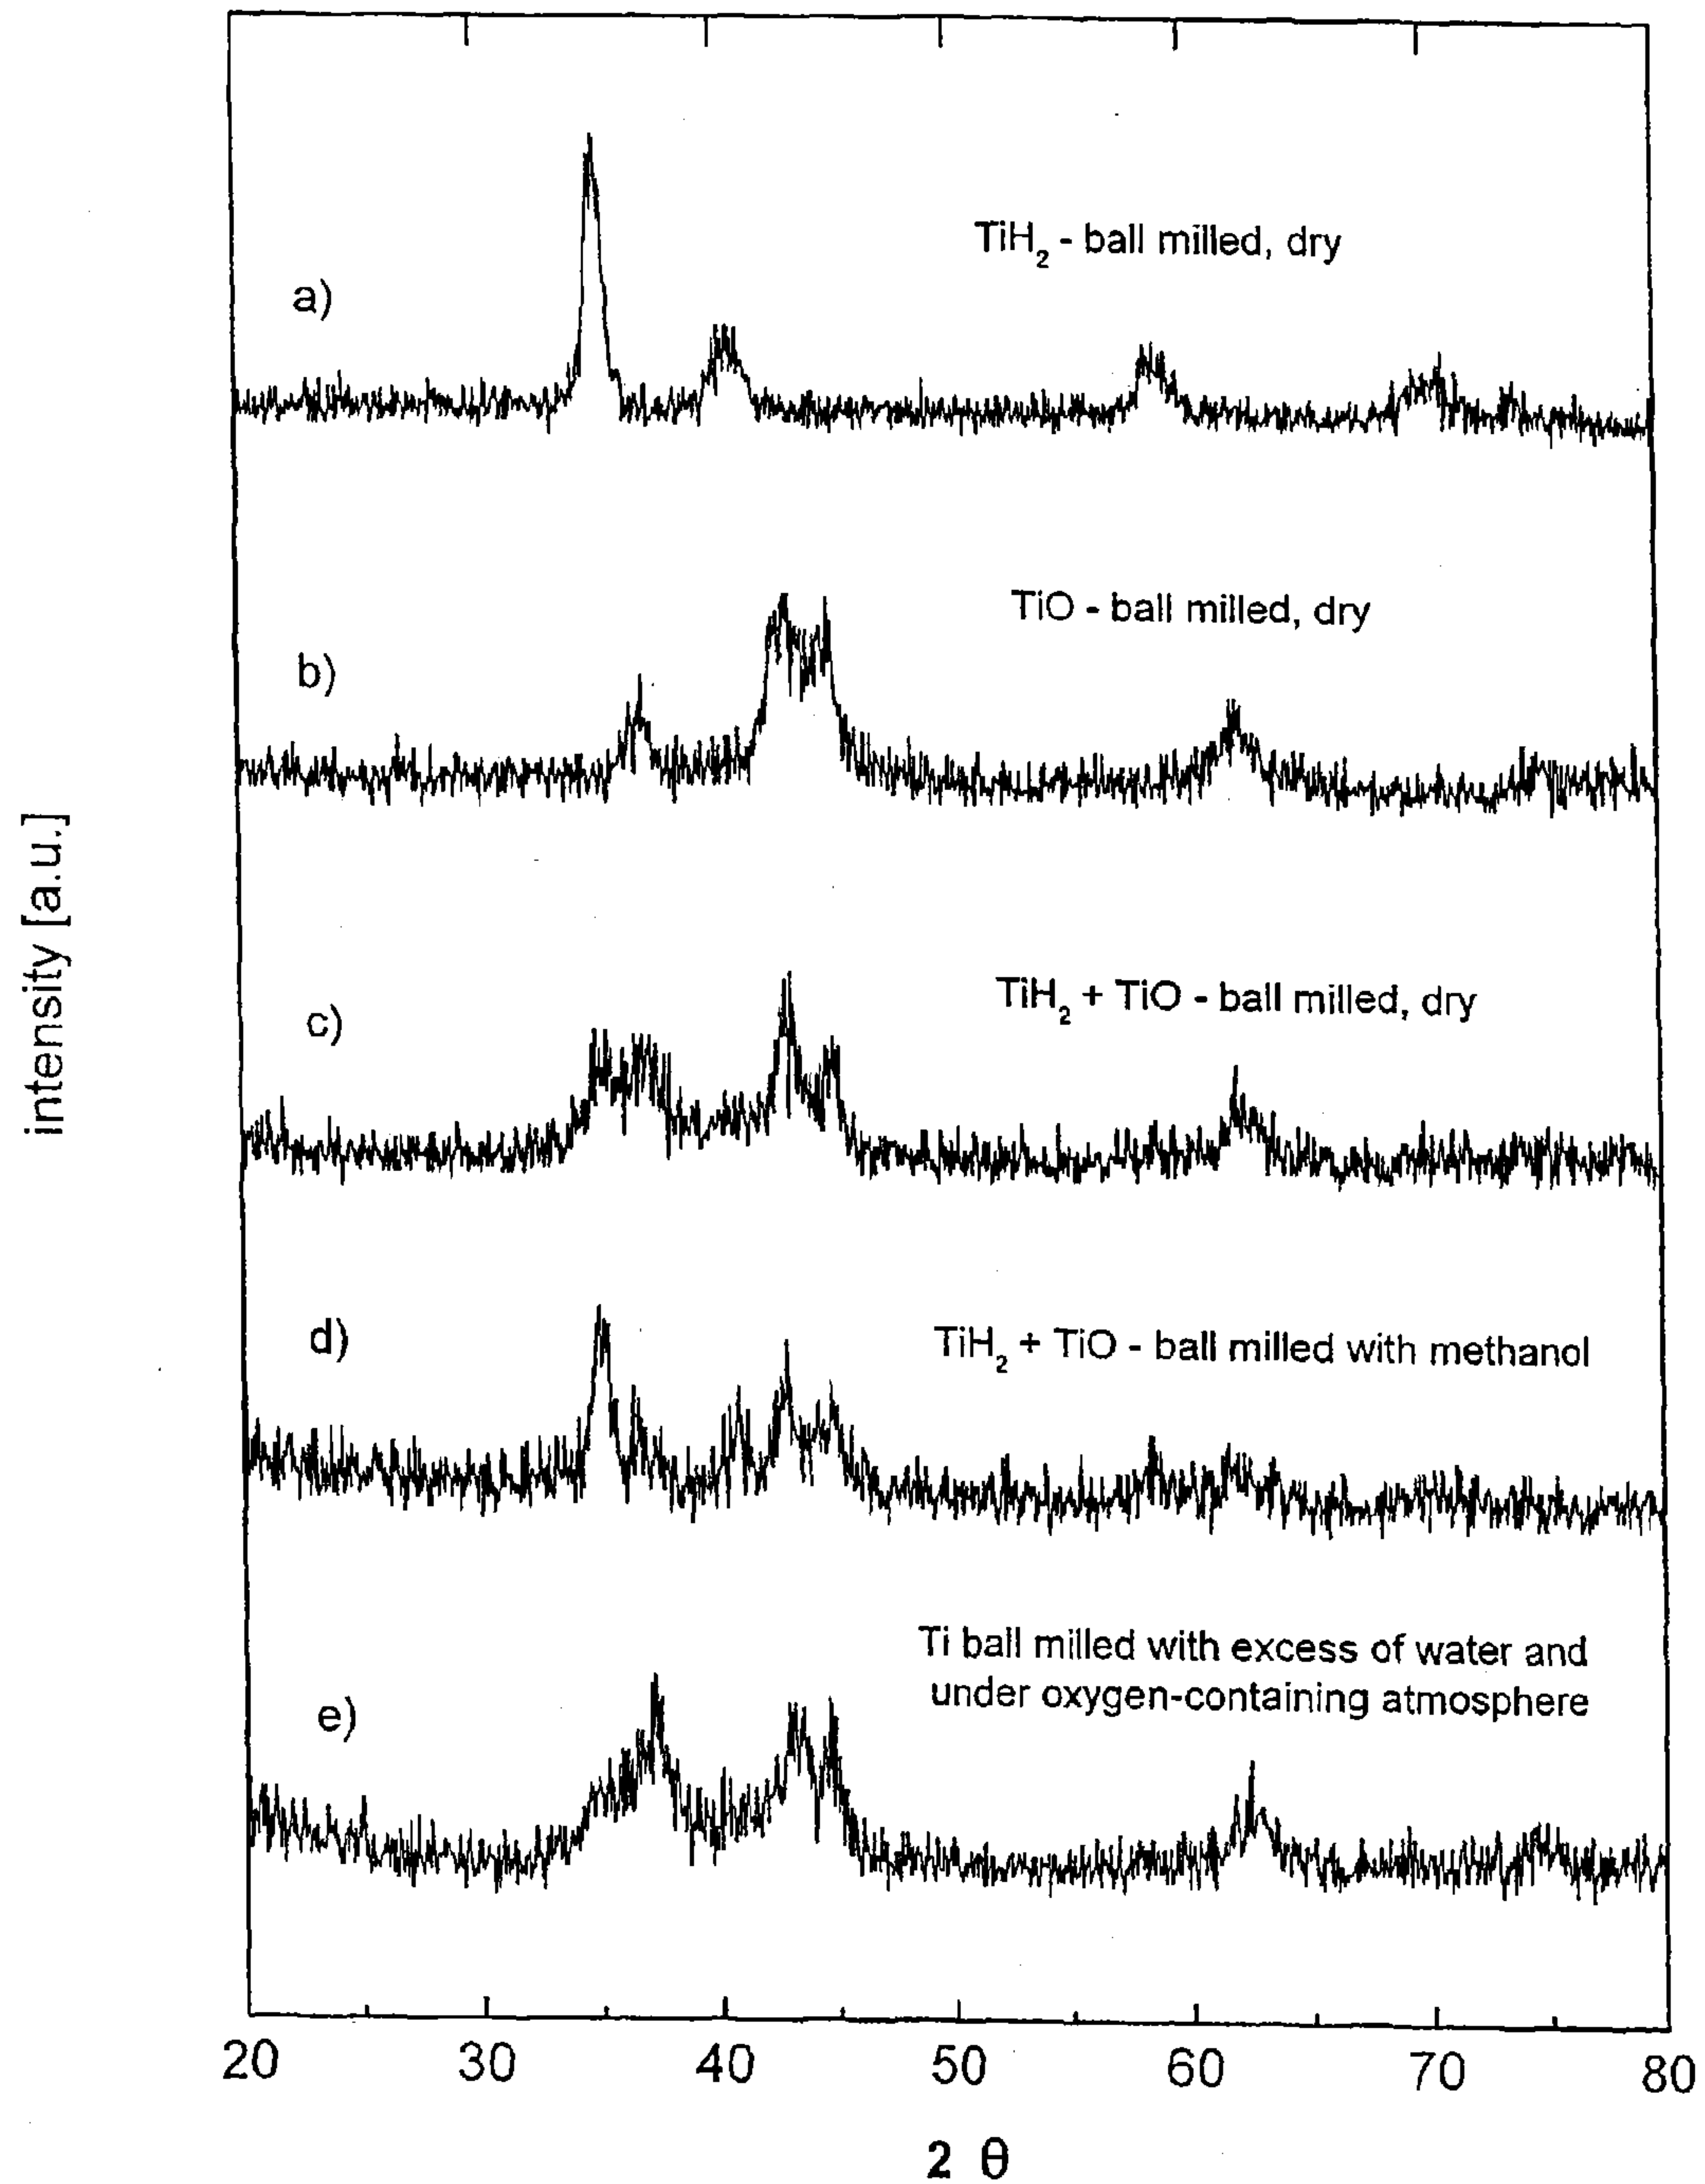 TiH2 - ball milled, dry
a)
TiO - ball milled, dry
b)
intensity [a.u.]
TiH2 + TiO - ball milled, dry
c)
d)
TiH2 + TiO - ball milled with methanol
Ti ball milled with excess of water and
under oxygen-containing atmosphere
e)
20 30 40 50 60 70 80
2 θ